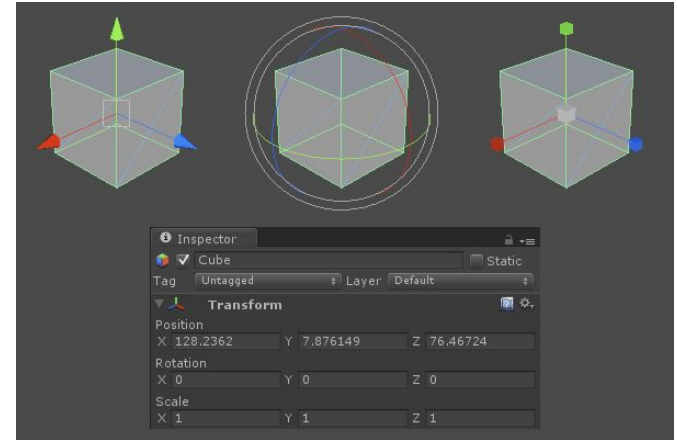 Inspector
Cube Static
Tag Untagged Layer Default
Transform
Position
X 128.2362 Y 7.876149 Z 76.46724
Rotation
X 0 Y 0 Z 0
Scale
X 1 Y 1 Z 1